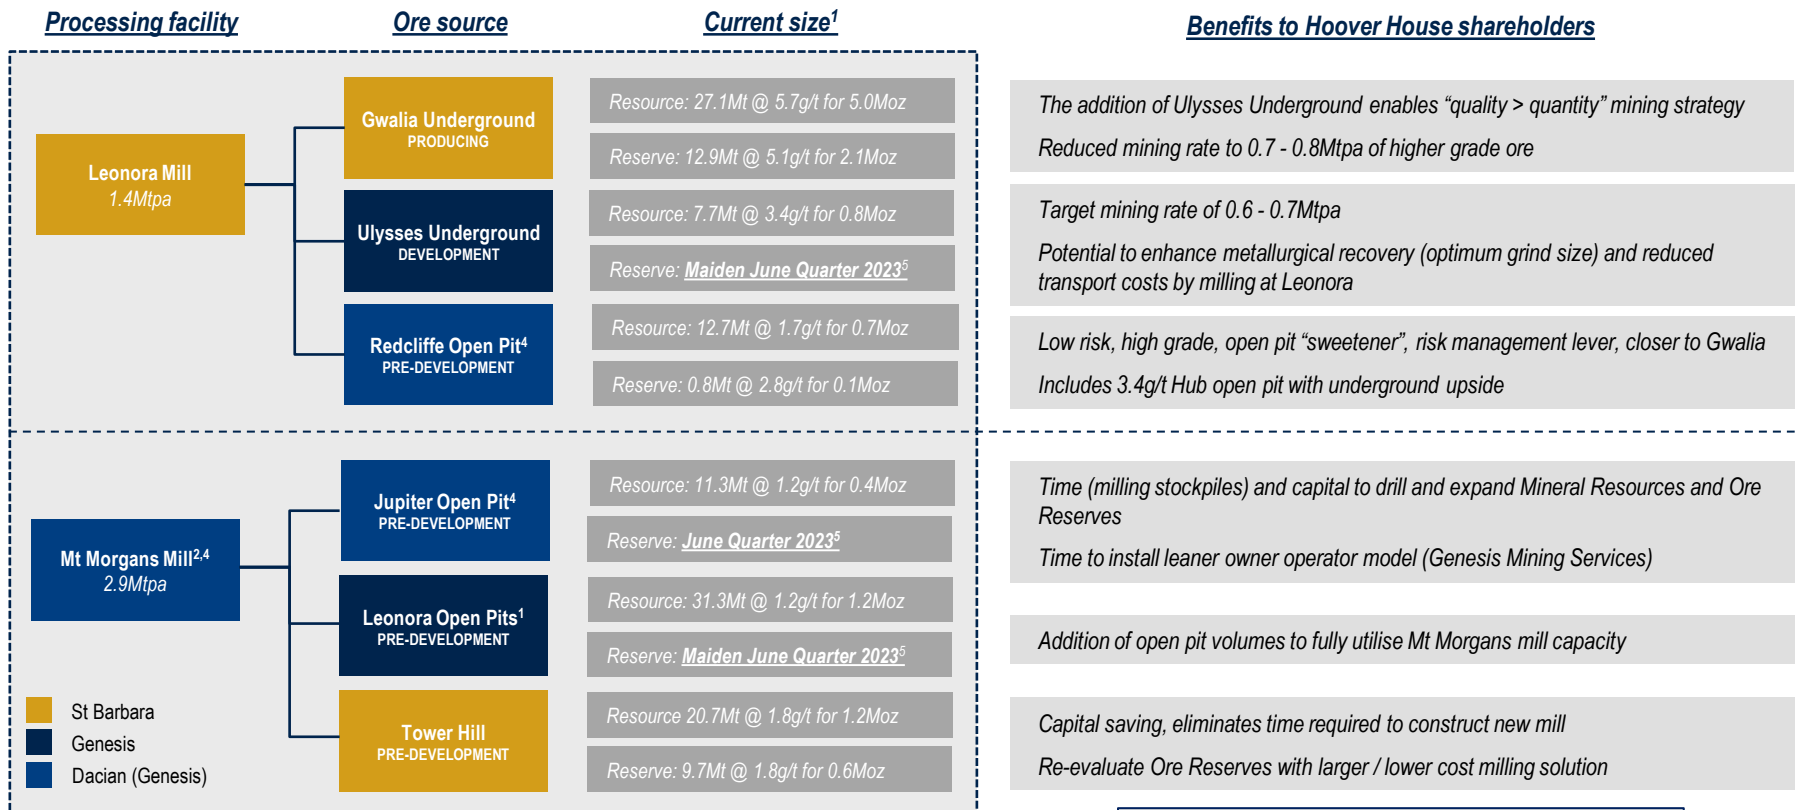 Processing facility
Ore source
Current size1
Benefits to Hoover House shareholders
Leonora Mill
1.4Mtpa
Gwalia Underground
PRODUCING
Resource: 27.1Mt @ 5.7g/t for 5.0Moz
Reserve: 12.9Mt @ 5.1g/t for 2.1Moz
The addition of Ulysses Underground enables “quality > quantity” mining strategy
Reduced mining rate to 0.7 - 0.8Mtpa of higher grade ore
Ulysses Underground
DEVELOPMENT
Resource: 7.7Mt @ 3.4g/t for 0.8Moz
Reserve: Maiden June Quarter 20235
Target mining rate of 0.6 - 0.7Mtpa
Potential to enhance metallurgical recovery (optimum grind size) and reduced
transport costs by milling at Leonora
Redcliffe Open Pit4
PRE-DEVELOPMENT
Resource: 12.7Mt @ 1.7g/t for 0.7Moz
Reserve: 0.8Mt @ 2.8g/t for 0.1Moz
Low risk, high grade, open pit “sweetener”, risk management lever, closer to Gwalia
Includes 3.4g/t Hub open pit with underground upside
Mt Morgans Mill2,4
2.9Mtpa
Jupiter Open Pit4
PRE-DEVELOPMENT
Resource: 11.3Mt @ 1.2g/t for 0.4Moz
Reserve: June Quarter 20235
Time (milling stockpiles) and capital to drill and expand Mineral Resources and Ore
Reserves
Time to install leaner owner operator model (Genesis Mining Services)
Leonora Open Pits1
PRE-DEVELOPMENT
Resource: 31.3Mt @ 1.2g/t for 1.2Moz
Reserve: Maiden June Quarter 20235
Addition of open pit volumes to fully utilise Mt Morgans mill capacity
Tower Hill
PRE-DEVELOPMENT
Resource 20.7Mt @ 1.8g/t for 1.2Moz
Reserve: 9.7Mt @ 1.8g/t for 0.6Moz
Capital saving, eliminates time required to construct new mill
Re-evaluate Ore Reserves with larger / lower cost milling solution
St Barbara
Genesis
Dacian (Genesis)